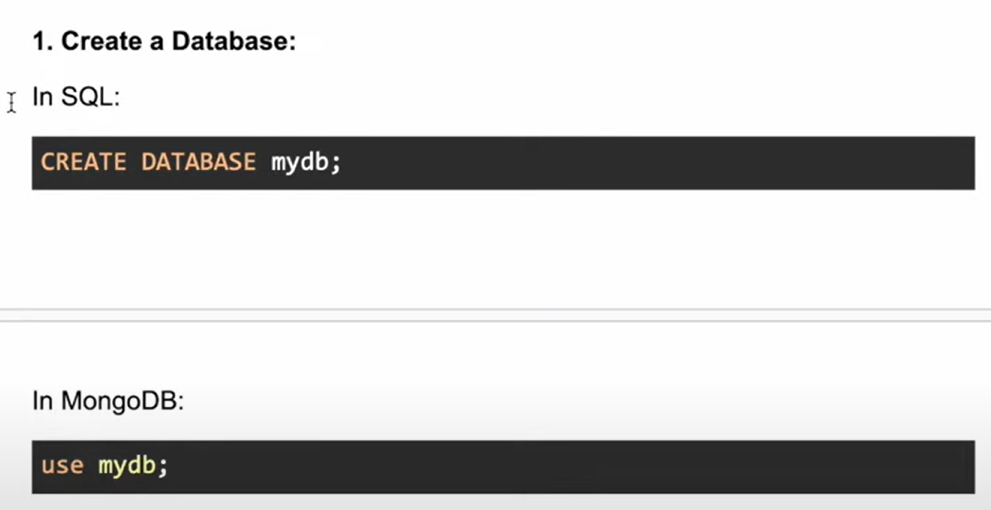 1. Create a Database:
In SQL:
CREATE DATABASE mydb;
In MongoDB:
use mydb;